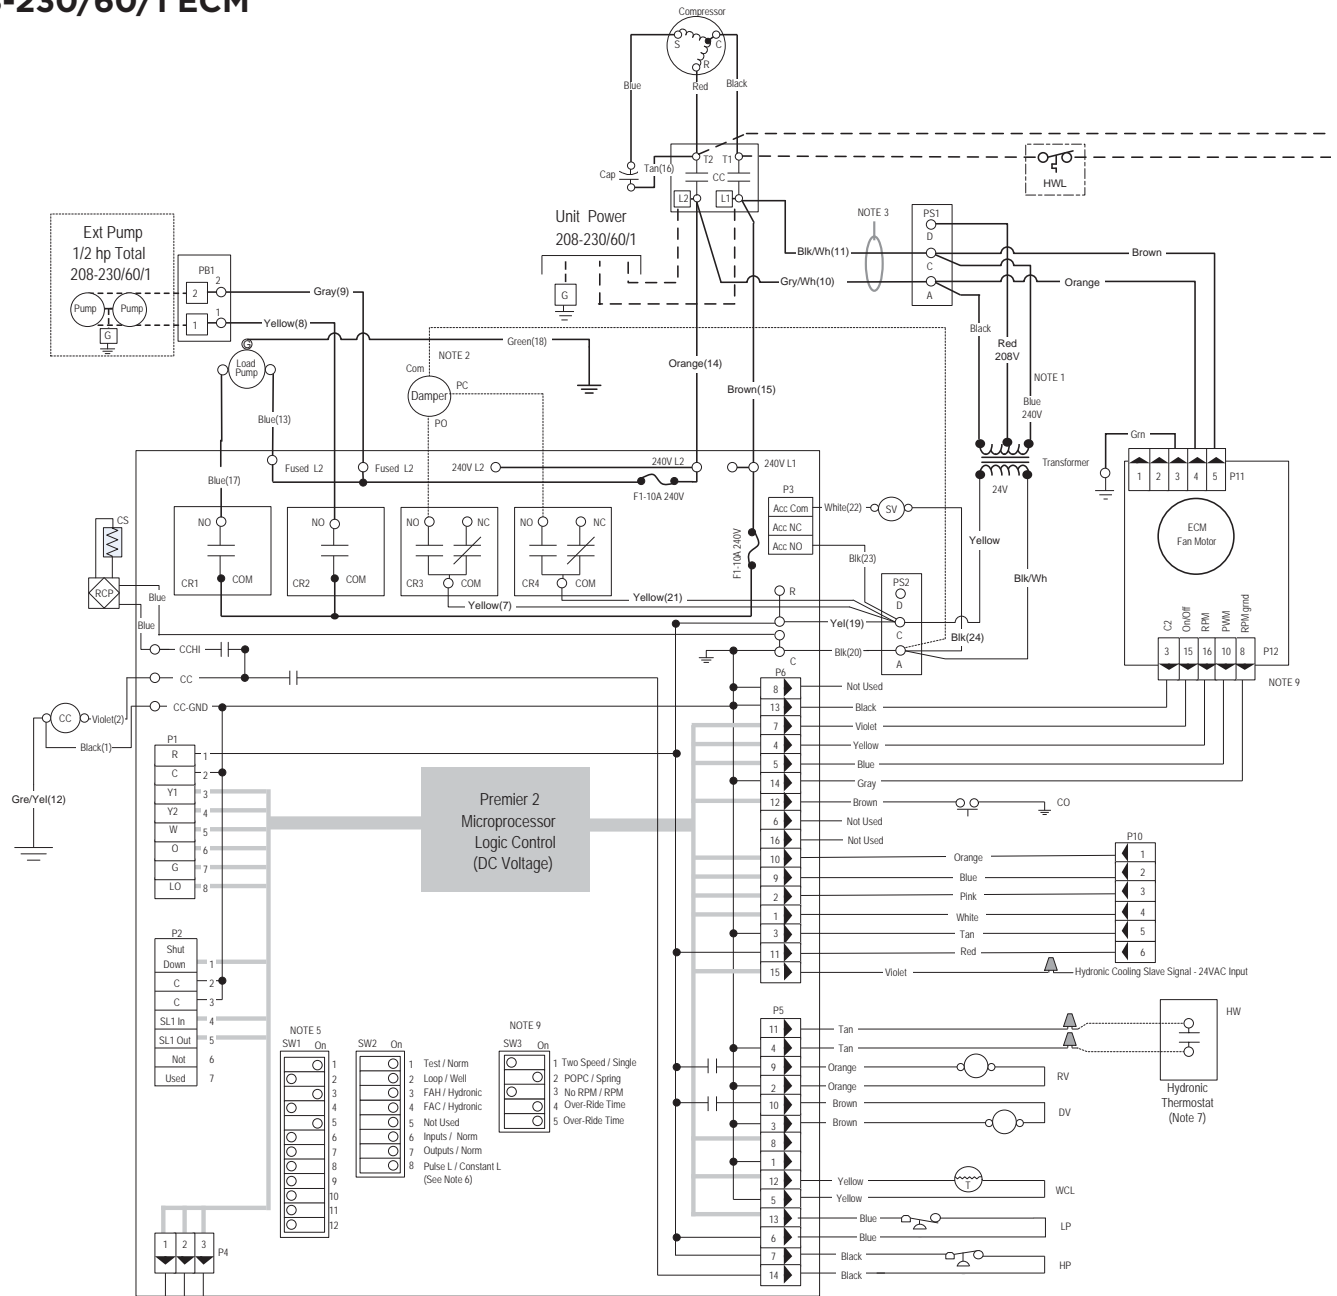 -230/60/1 ECM
Compressor
S
C
R
Blue
Red
Black
T2
T1
CC
Cap
Tan(16)
L2
L1
HWL
Ext Pump
1/2 hp Total
208-230/60/1
Pump
Pump
G
PB1
2
2
1
1
Gray(9)
Yellow(8)
Unit Power
208-230/60/1
G
NOTE 3
PS1
D
C
A
Blk/Wh(11)
Gry/Wh(10)
Brown
Orange
Black
Red
208V
NOTE 1
Blue
240V
Transformer
24V
G
Load
Pump
Green(18)
NOTE 2
Com
Damper
PC
PO
Orange(14)
Brown(15)
Blue(13)
Blue(17)
Fused L2
Fused L2
240V L2
240V L2
240V L1
F1-10A 240V
F1-10A 240V
Grn
1
2
3
4
5
P11
ECM
Fan Motor
C2
On/Off
RPM
PWM
RPM grnd
3
15
16
10
8
P12
NOTE 9
CS
RCP
Blue
Blue
NO
COM
CR1
NO
COM
CR2
NO
NC
CR3
COM
NO
NC
CR4
COM
Yellow(7)
Yellow(21)
P3
Acc Com
Acc NC
Acc NO
White(22)
SV
Blk(23)
Yellow
Blk/Wh
R
C
Yel(19)
Blk(20)
PS2
D
C
A
Blk(24)
CCHI
CC
CC-GND
CC
Violet(2)
Black(1)
Gre/Yel(12)
P1
R 1
C 2
Y1 3
Y2 4
W 5
O 6
G 7
LO 8
Premier 2
Microprocessor
Logic Control
(DC Voltage)
P2
Shut
Down 1
C 2
C 3
SL1 In 4
SL1 Out 5
Not 6
Used 7
P6
8 Not Used
13 Black
7 Violet
4 Yellow
5 Blue
14 Gray
12 Brown CO
6 Not Used
16 Not Used
10 Orange
9 Blue
2 Pink
1 White
3 Tan
11 Red
15 Violet Hydronic Cooling Slave Signal - 24VAC Input
P10
1
2
3
4
5
6
P5
11 Tan
4 Tan
9 Orange
RV
2 Orange
10 Brown
DV
3 Brown
8
1
12 Yellow
T
WCL
5 Yellow
13 Blue
LP
6 Blue
7 Black
HP
14 Black
HW
Hydronic
Thermostat
(Note 7)
NOTE 5
SW1 On
1
2
3
4
5
6
7
8
9
10
11
12
SW2 On
1 Test / Norm
2 Loop / Well
3 FAH / Hydronic
4 FAC / Hydronic
5 Not Used
6 Inputs / Norm
7 Outputs / Norm
8 Pulse L / Constant L
(See Note 6)
NOTE 9
SW3 On
1 Two Speed / Single
2 POPC / Spring
3 No RPM / RPM
4 Over-Ride Time
5 Over-Ride Time
1
2
3
P4